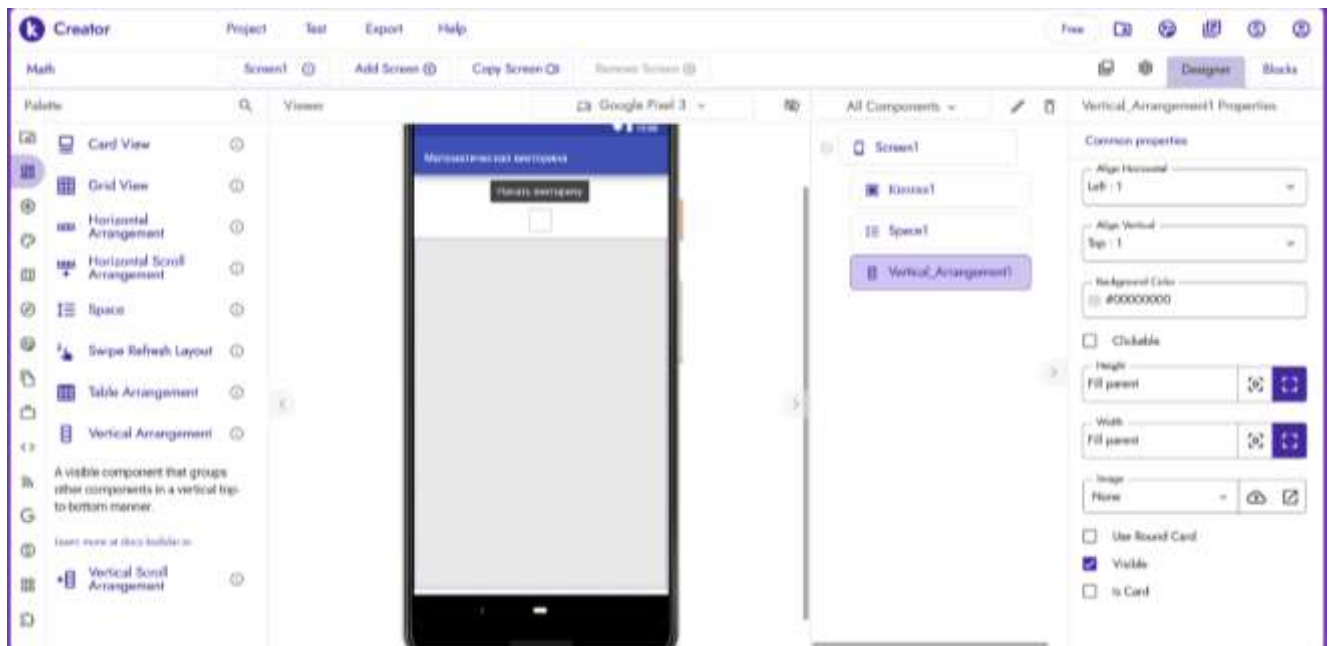 Creator
Project Test Export Help
Free
Math
Screen1
Add Screen
Copy Screen
Remove Screen
Designer
Blocks
Palette
Viewer
Google Pixel 3
All Components
Vertical_Arrangement1 Properties
Card View
Grid View
Horizontal
Arrangement
Horizontal Scroll
Arrangement
Space
Swipe Refresh Layout
Table Arrangement
Vertical Arrangement
A visible component that groups
other components in a vertical top-
to-bottom manner.
Learn more at docs
Vertical Scroll
Arrangement
Математическая викторина
Начать викторину
Screen1
Кнопка1
Space1
Vertical_Arrangement1
Common properties
Align Horizontal
Left : 1
Align Vertical
Top : 1
Background Color
#00000000
Clickable
Height
Fill parent
Width
Fill parent
Image
None
Use Round Card
Visible
Is Card